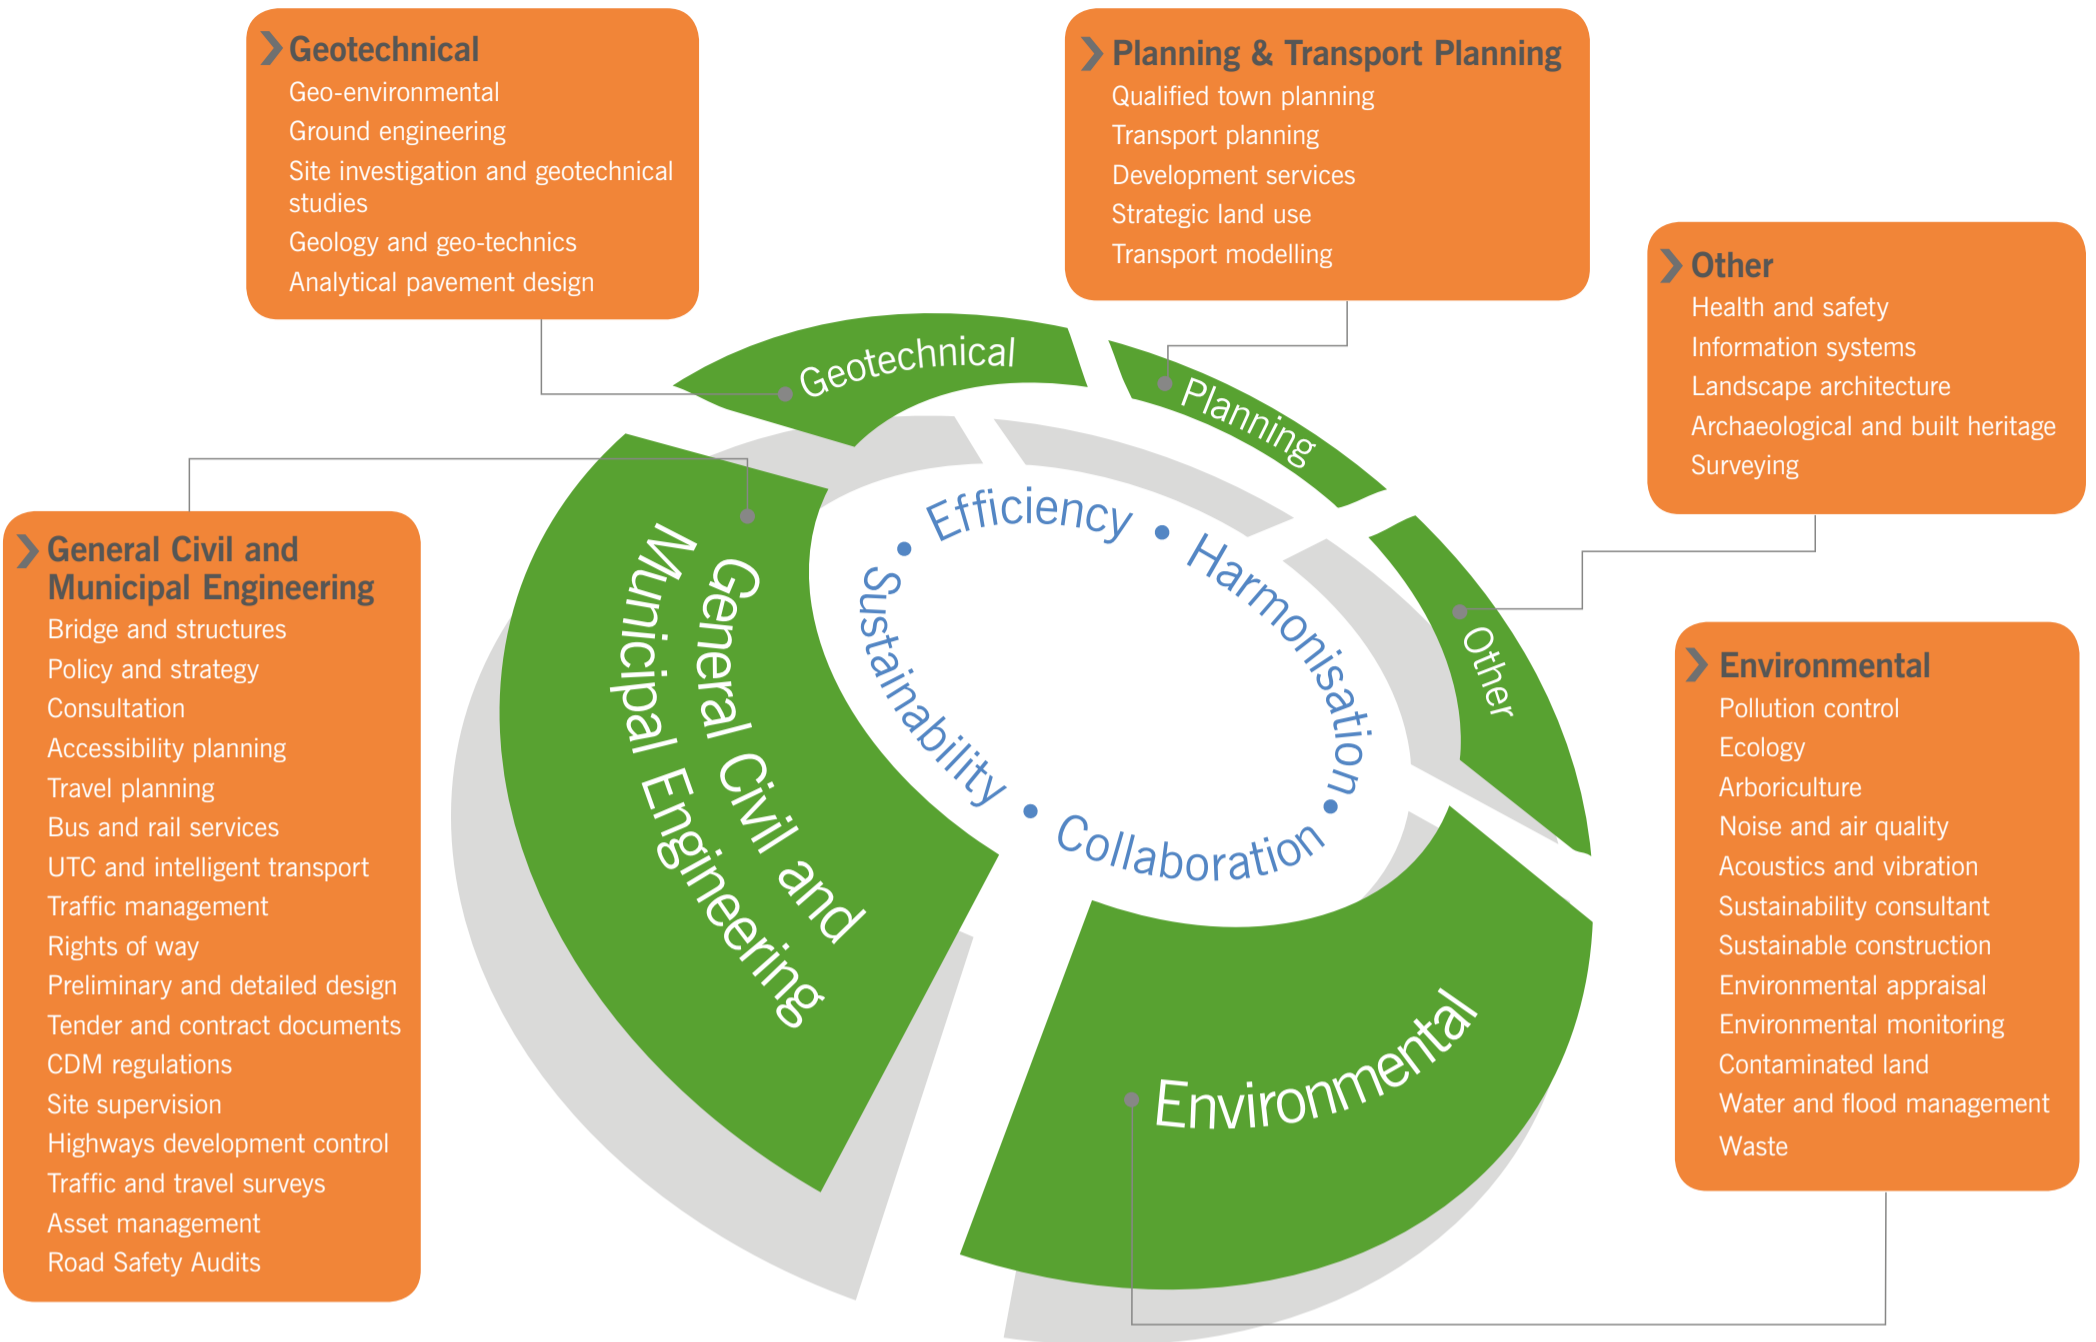 Geotechnical
Geo-environmental
Ground engineering
Site investigation and geotechnical
studies
Geology and geo-technics
Analytical pavement design
Planning & Transport Planning
Qualified town planning
Transport planning
Development services
Strategic land use
Transport modelling
Other
Health and safety
Information systems
Landscape architecture
Archaeological and built heritage
Surveying
General Civil and
Municipal Engineering
Bridge and structures
Policy and strategy
Consultation
Accessibility planning
Travel planning
Bus and rail services
UTC and intelligent transport
Traffic management
Rights of way
Preliminary and detailed design
Tender and contract documents
CDM regulations
Site supervision
Highways development control
Traffic and travel surveys
Asset management
Road Safety Audits
Environmental
Pollution control
Ecology
Arboriculture
Noise and air quality
Acoustics and vibration
Sustainability consultant
Sustainable construction
Environmental appraisal
Environmental monitoring
Contaminated land
Water and flood management
Waste
Geotechnical
Planning
Other
Environmental
General Civil and
Municipal Engineering
• Efficiency • Harmonisation • Collaboration • Sustainability